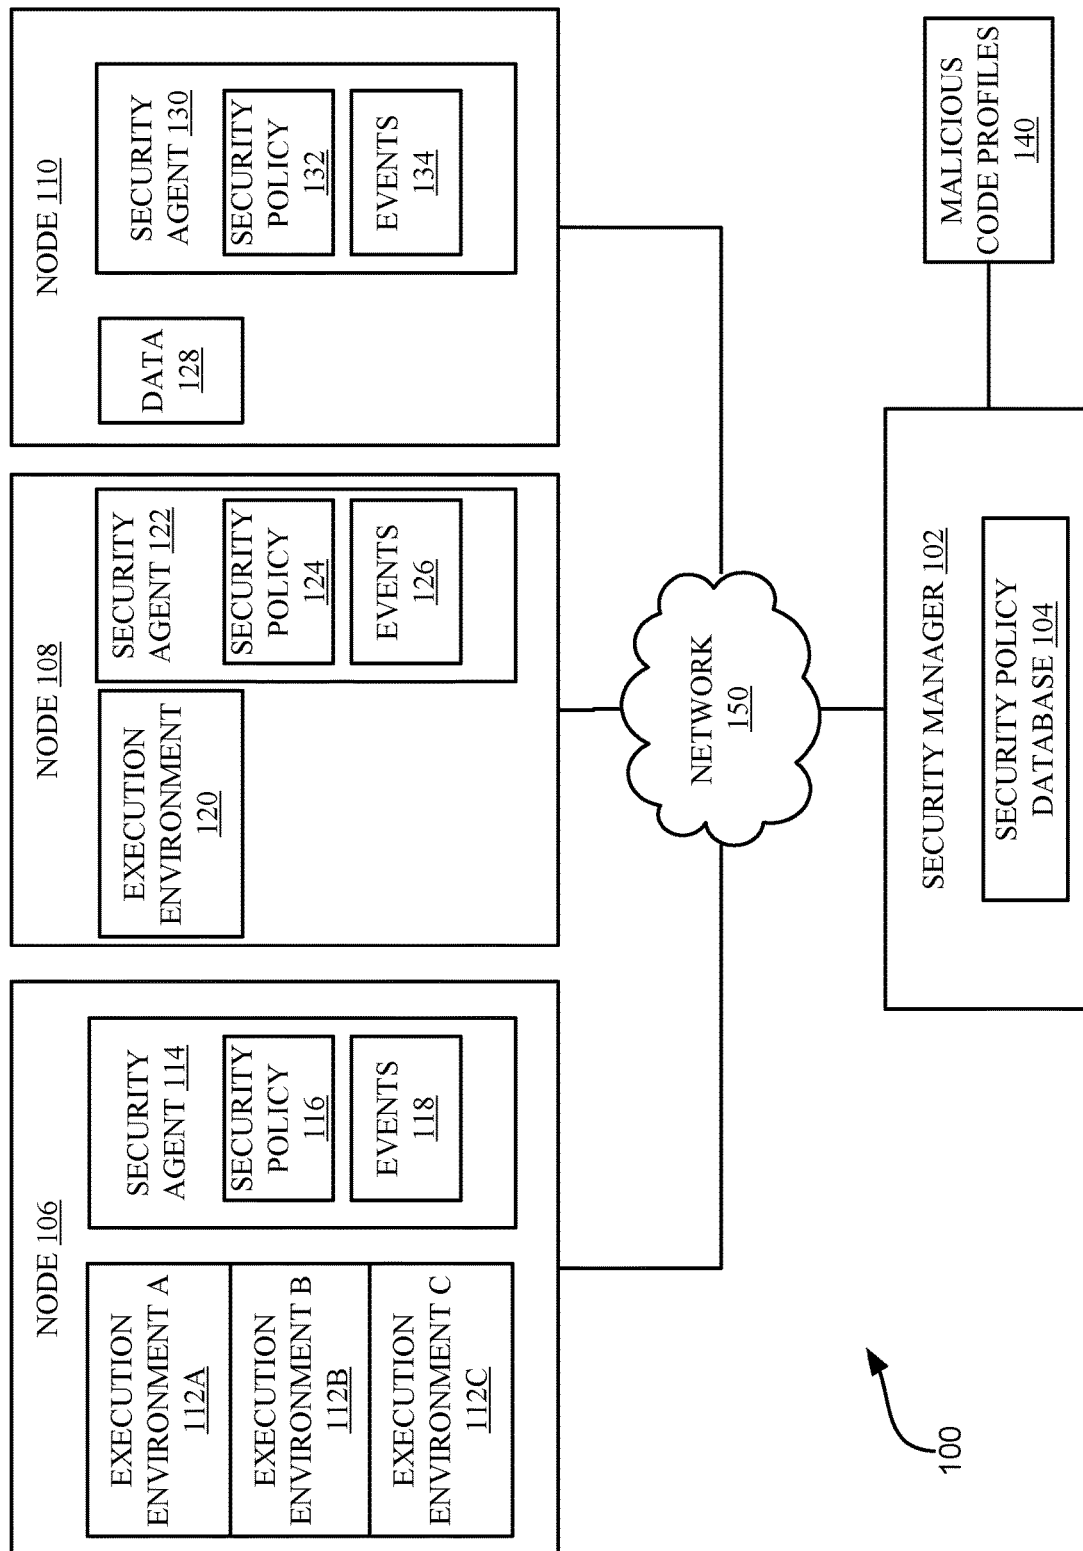 NODE 106
EXECUTION
ENVIRONMENT A
112A
EXECUTION
ENVIRONMENT B
112B
EXECUTION
ENVIRONMENT C
112C
SECURITY
AGENT 114
SECURITY
POLICY
116
EVENTS
118
NODE 108
EXECUTION
ENVIRONMENT
120
SECURITY
AGENT 122
SECURITY
POLICY
124
EVENTS
126
NODE 110
DATA
128
SECURITY
AGENT 130
SECURITY
POLICY
132
EVENTS
134
NETWORK
150
SECURITY MANAGER 102
SECURITY POLICY
DATABASE 104
MALICIOUS
CODE PROFILES
140
100